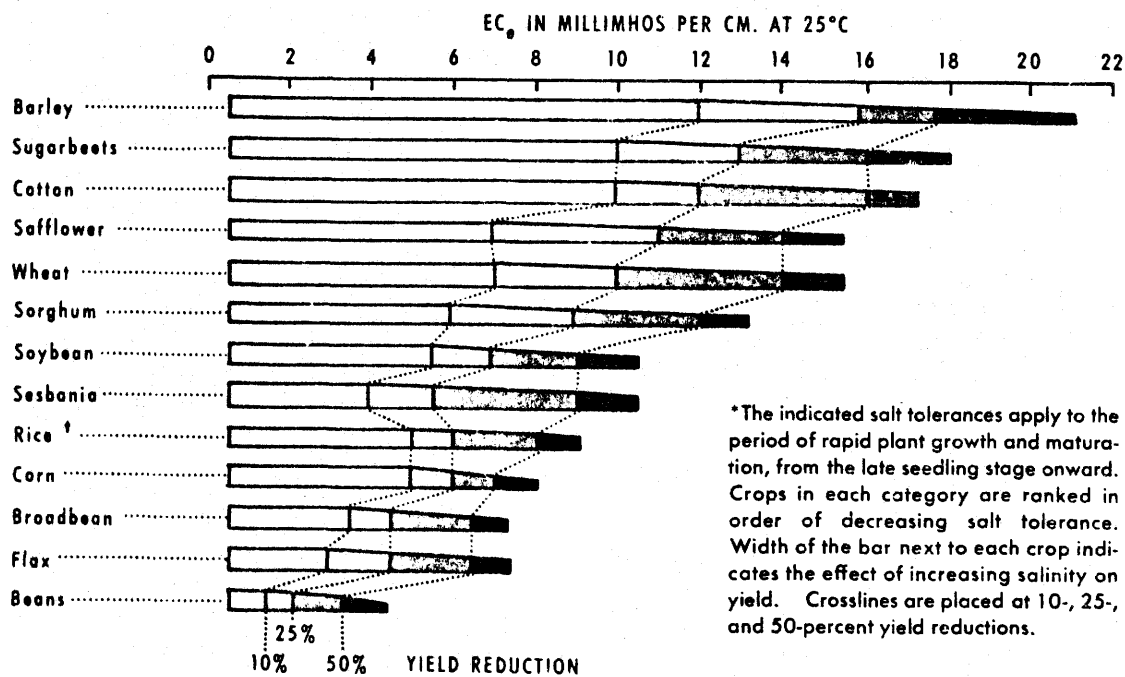 ECe IN MILLIMHOS PER CM. AT 25°C
0 2 4 6 8 10 12 14 16 18 20 22
Barley
Sugarbeets
Cotton
Safflower
Wheat
Sorghum
Soybean
Sesbania
Rice †
Corn
Broadbean
Flax
Beans
25%
10% 50% YIELD REDUCTION
*The indicated salt tolerances apply to the
period of rapid plant growth and matura-
tion, from the late seedling stage onward.
Crops in each category are ranked in
order of decreasing salt tolerance.
Width of the bar next to each crop indi-
cates the effect of increasing salinity on
yield. Crosslines are placed at 10-, 25-,
and 50-percent yield reductions.